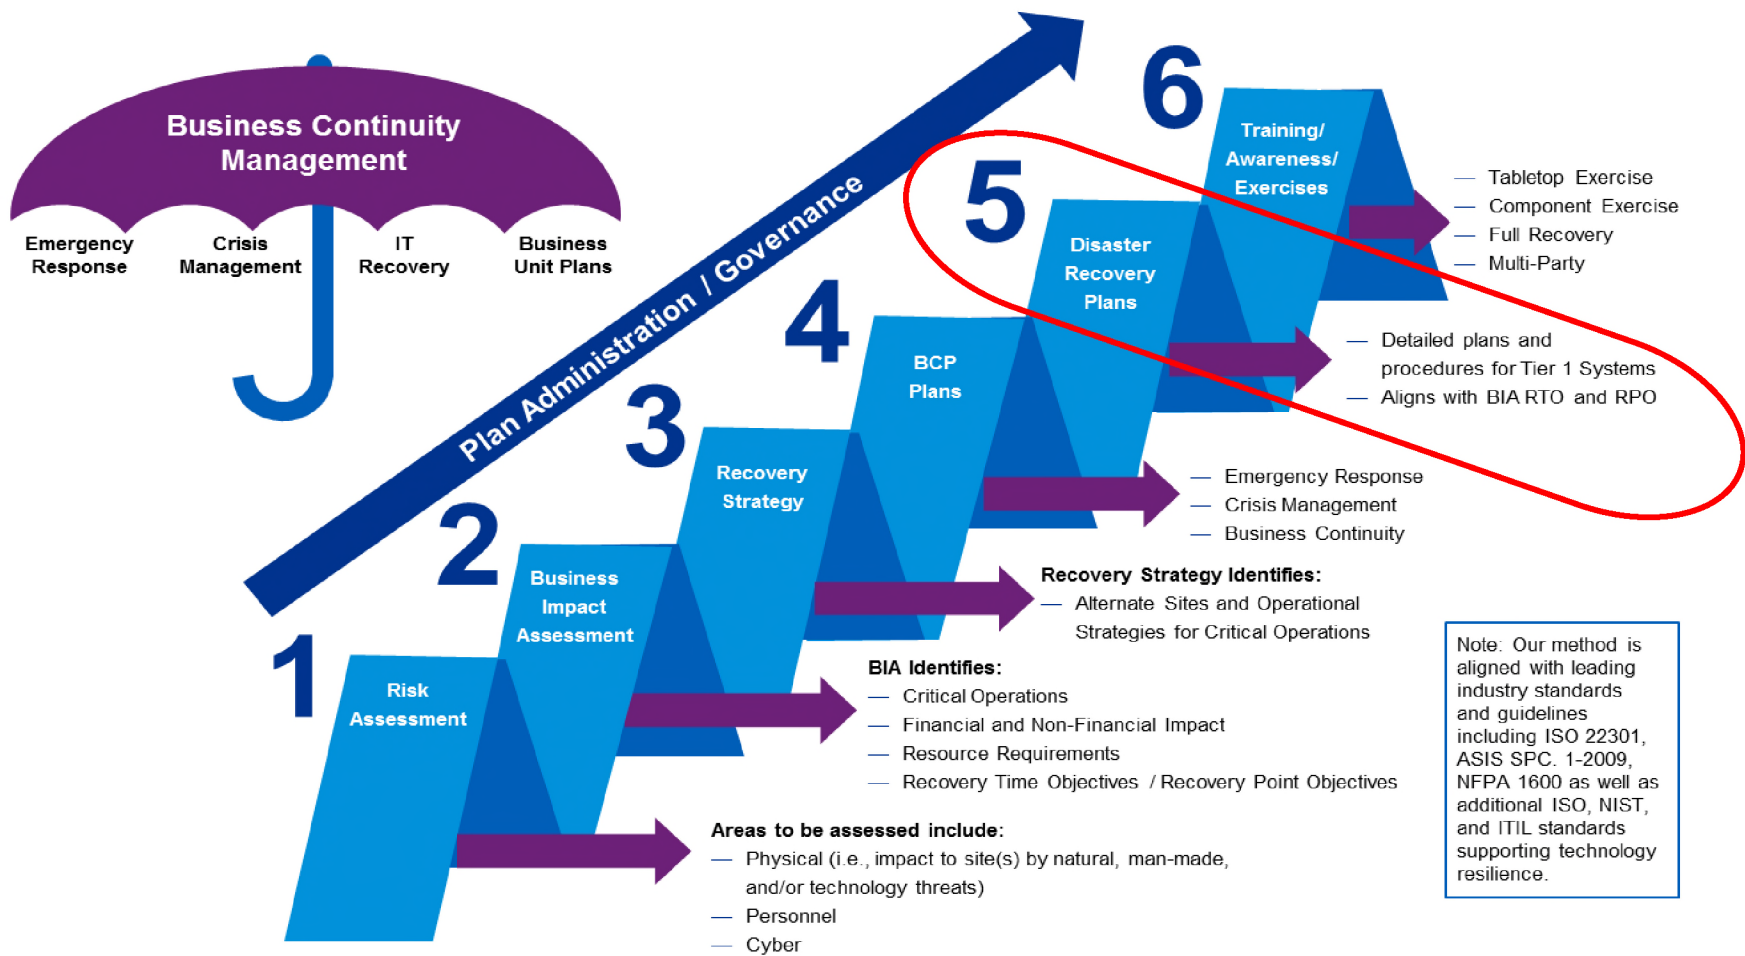 Business Continuity
Management
Emergency
Response
Crisis
Management
IT
Recovery
Business
Unit Plans
Plan Administration / Governance
1
Risk
Assessment
Areas to be assessed include:
— Physical (i.e., impact to site(s) by natural, man-made,
and/or technology threats)
— Personnel
— Cyber
2
Business
Impact
Assessment
BIA Identifies:
— Critical Operations
— Financial and Non-Financial Impact
— Resource Requirements
— Recovery Time Objectives / Recovery Point Objectives
3
Recovery
Strategy
Recovery Strategy Identifies:
— Alternate Sites and Operational
Strategies for Critical Operations
4
BCP
Plans
— Emergency Response
— Crisis Management
— Business Continuity
5
Disaster
Recovery
Plans
— Detailed plans and
procedures for Tier 1 Systems
— Aligns with BIA RTO and RPO
6
Training/
Awareness/
Exercises
— Tabletop Exercise
— Component Exercise
— Full Recovery
— Multi-Party
Note: Our method is
aligned with leading
industry standards
and guidelines
including ISO 22301,
ASIS SPC. 1-2009,
NFPA 1600 as well as
additional ISO, NIST,
and ITIL standards
supporting technology
resilience.